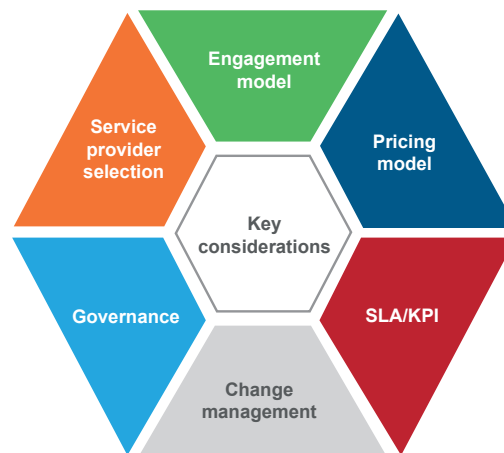 Engagement
model
Service
provider
selection
Pricing
model
Key
considerations
Governance
SLA/KPI
Change
management